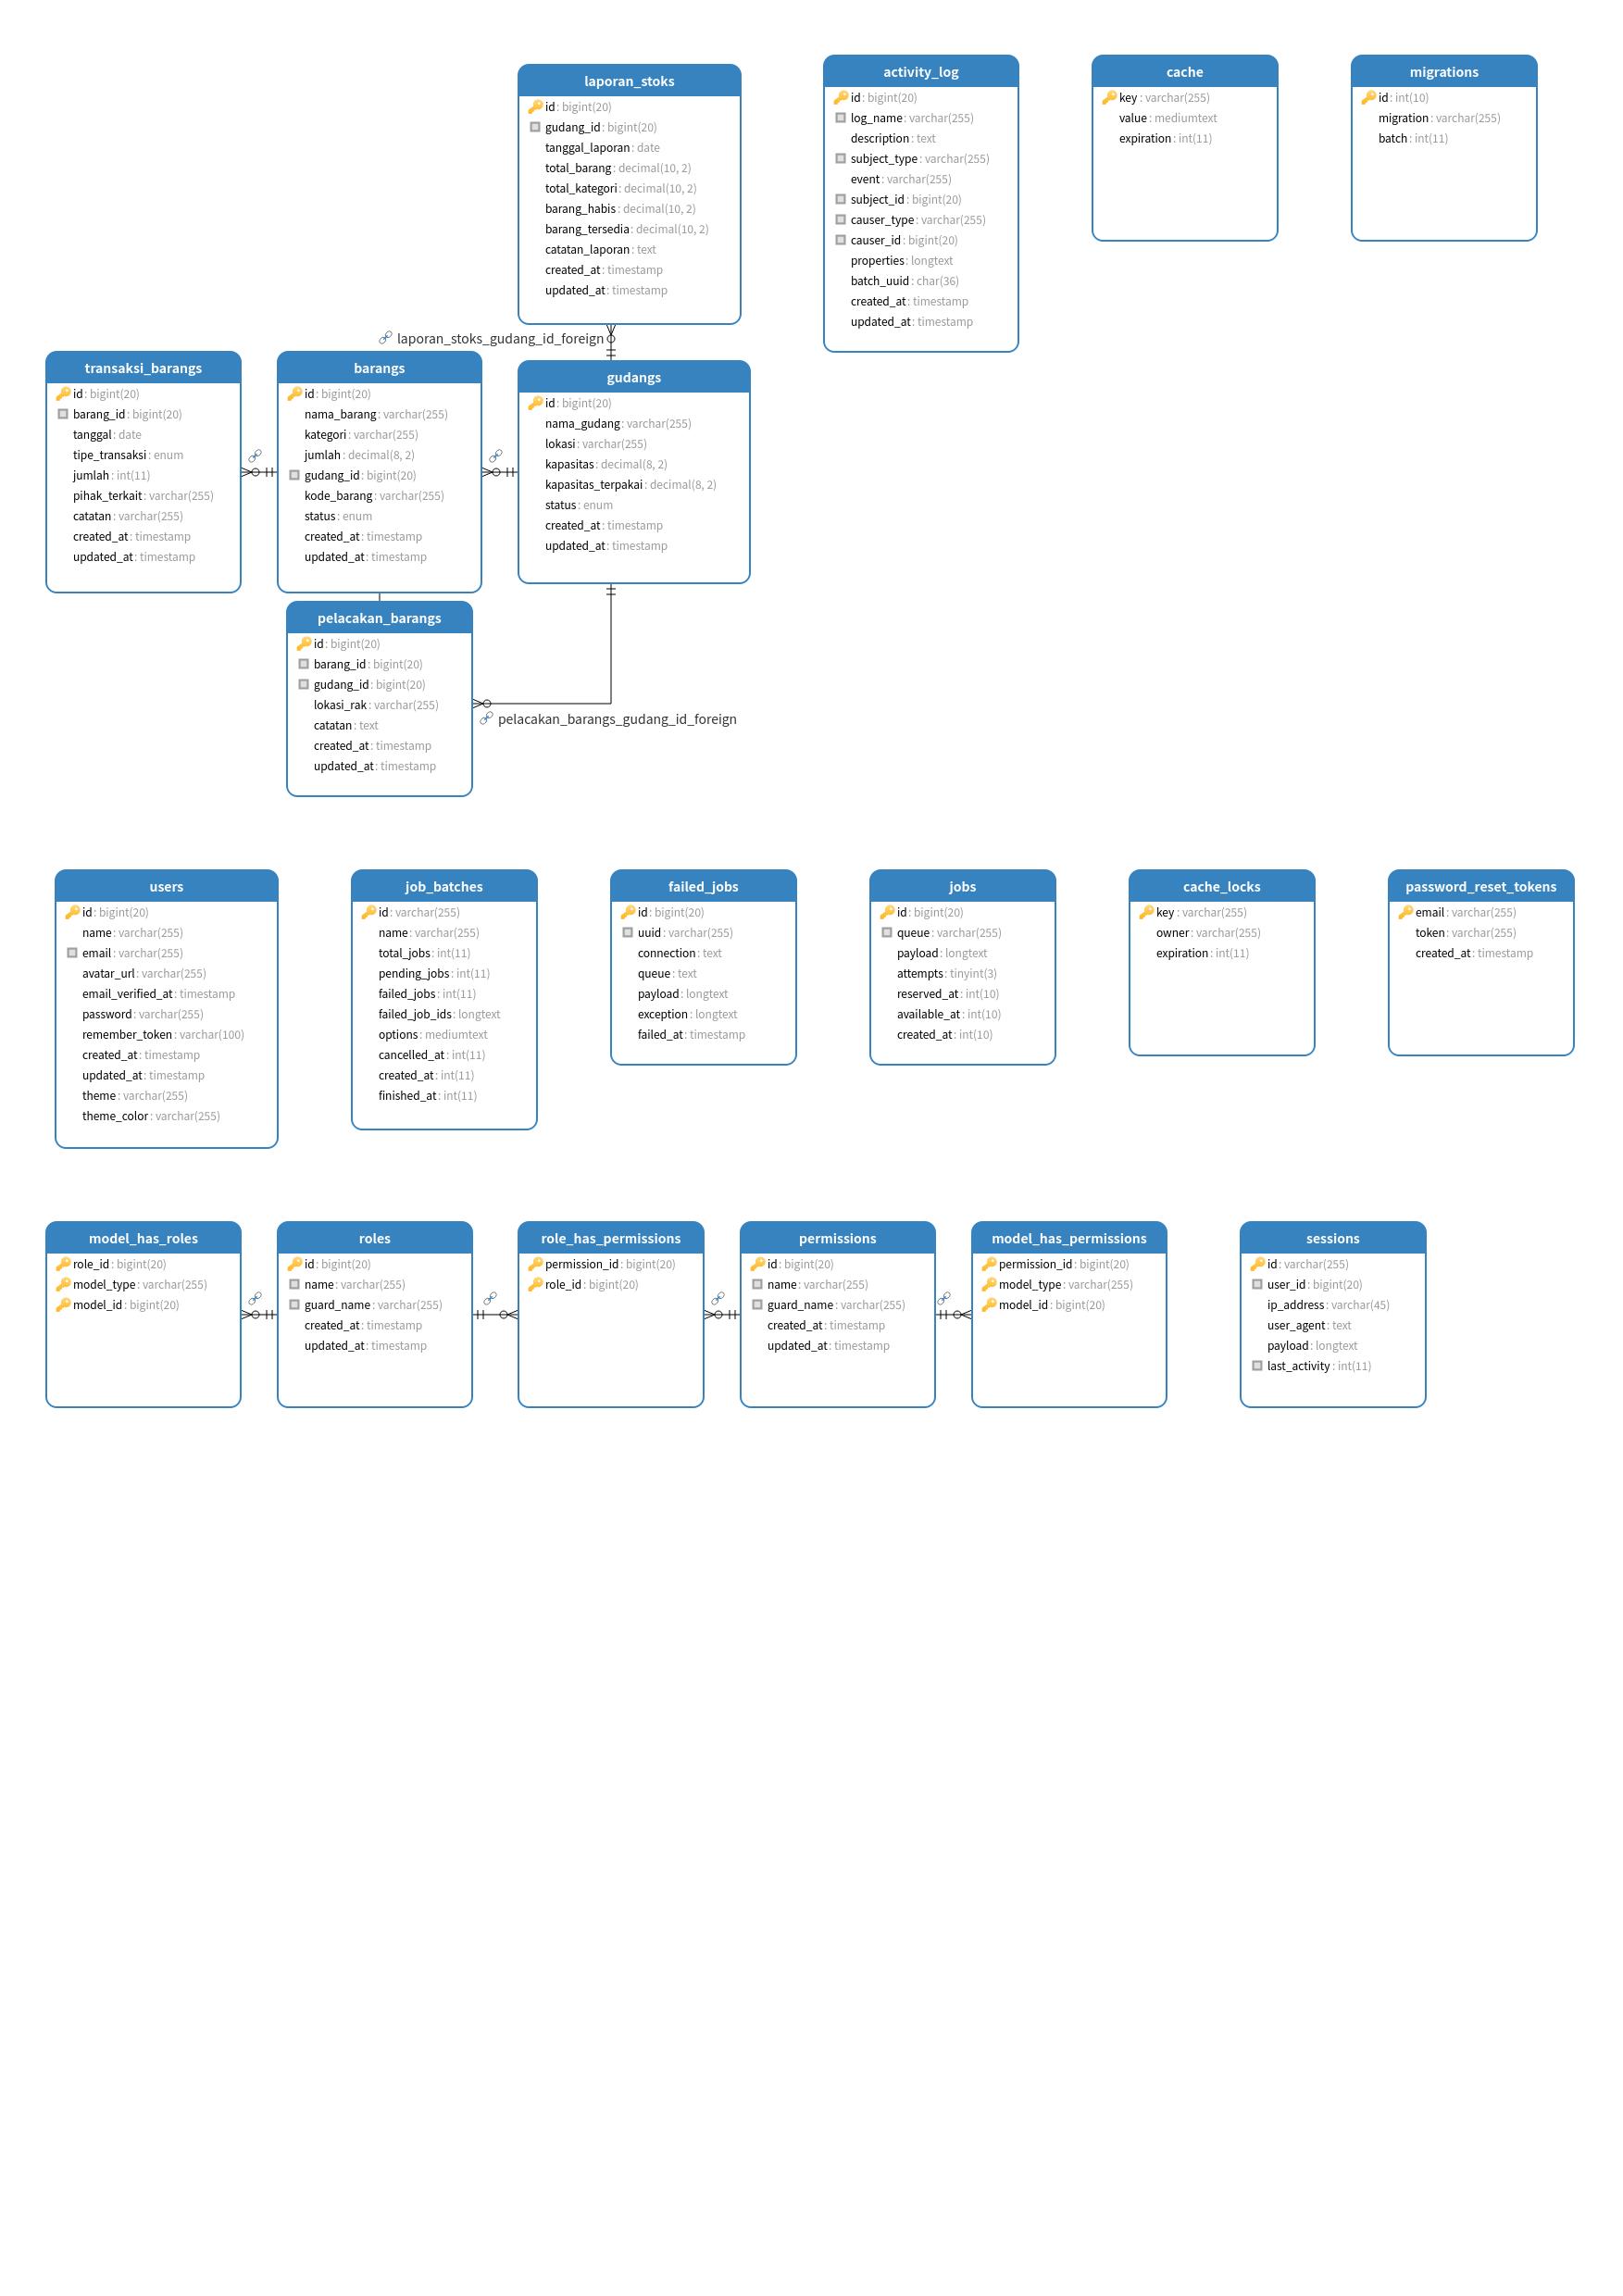 laporan_stoks
id: bigint(20)
gudang_id: bigint(20)
tanggal_laporan: date
total_barang: decimal(10, 2)
total_kategori: decimal(10, 2)
barang_habis: decimal(10, 2)
barang_tersedia: decimal(10, 2)
catatan_laporan: text
created_at: timestamp
updated_at: timestamp
activity_log
id: bigint(20)
log_name: varchar(255)
description: text
subject_type: varchar(255)
event: varchar(255)
subject_id: bigint(20)
causer_type: varchar(255)
causer_id: bigint(20)
properties: longtext
batch_uuid: char(36)
created_at: timestamp
updated_at: timestamp
cache
key: varchar(255)
value: mediumtext
expiration: int(11)
migrations
id: int(10)
migration: varchar(255)
batch: int(11)
laporan_stoks_gudang_id_foreign
transaksi_barangs
id: bigint(20)
barang_id: bigint(20)
tanggal: date
tipe_transaksi: enum
jumlah: int(11)
pihak_terkait: varchar(255)
catatan: varchar(255)
created_at: timestamp
updated_at: timestamp
barangs
id: bigint(20)
nama_barang: varchar(255)
kategori: varchar(255)
jumlah: decimal(8, 2)
gudang_id: bigint(20)
kode_barang: varchar(255)
status: enum
created_at: timestamp
updated_at: timestamp
gudangs
id: bigint(20)
nama_gudang: varchar(255)
lokasi: varchar(255)
kapasitas: decimal(8, 2)
kapasitas_terpakai: decimal(8, 2)
status: enum
created_at: timestamp
updated_at: timestamp
pelacakan_barangs
id: bigint(20)
barang_id: bigint(20)
gudang_id: bigint(20)
lokasi_rak: varchar(255)
catatan: text
created_at: timestamp
updated_at: timestamp
pelacakan_barangs_gudang_id_foreign
users
id: bigint(20)
name: varchar(255)
email: varchar(255)
avatar_url: varchar(255)
email_verified_at: timestamp
password: varchar(255)
remember_token: varchar(100)
created_at: timestamp
updated_at: timestamp
theme: varchar(255)
theme_color: varchar(255)
job_batches
id: varchar(255)
name: varchar(255)
total_jobs: int(11)
pending_jobs: int(11)
failed_jobs: int(11)
failed_job_ids: longtext
options: mediumtext
cancelled_at: int(11)
created_at: int(11)
finished_at: int(11)
failed_jobs
id: bigint(20)
uuid: varchar(255)
connection: text
queue: text
payload: longtext
exception: longtext
failed_at: timestamp
jobs
id: bigint(20)
queue: varchar(255)
payload: longtext
attempts: tinyint(3)
reserved_at: int(10)
available_at: int(10)
created_at: int(10)
cache_locks
key: varchar(255)
owner: varchar(255)
expiration: int(11)
password_reset_tokens
email: varchar(255)
token: varchar(255)
created_at: timestamp
model_has_roles
role_id: bigint(20)
model_type: varchar(255)
model_id: bigint(20)
roles
id: bigint(20)
name: varchar(255)
guard_name: varchar(255)
created_at: timestamp
updated_at: timestamp
role_has_permissions
permission_id: bigint(20)
role_id: bigint(20)
permissions
id: bigint(20)
name: varchar(255)
guard_name: varchar(255)
created_at: timestamp
updated_at: timestamp
model_has_permissions
permission_id: bigint(20)
model_type: varchar(255)
model_id: bigint(20)
sessions
id: varchar(255)
user_id: bigint(20)
ip_address: varchar(45)
user_agent: text
payload: longtext
last_activity: int(11)